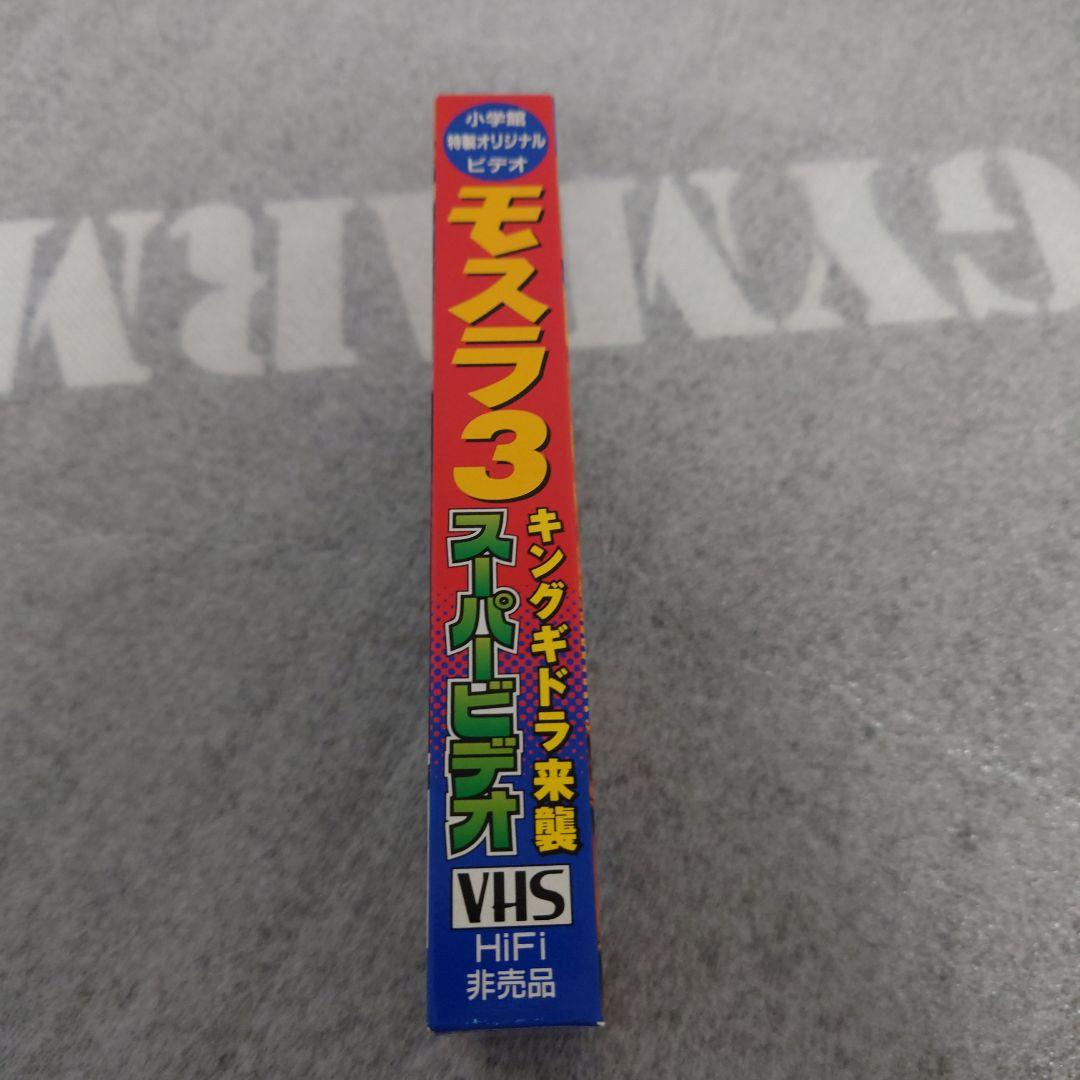 小学館
特製オリジナル
ビデオ
モスラ3
キングギドラ来襲
スーパービデオ
VHS
HiFi
非売品